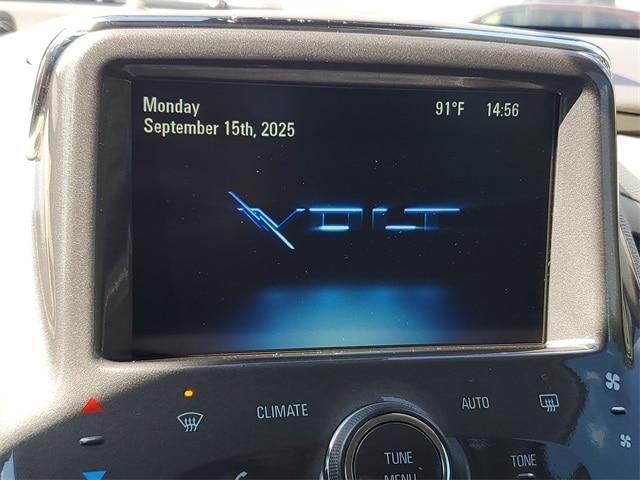 Monday
September 15th, 2025
91°F 14:56
VOLT
CLIMATE
AUTO
TUNE
MENU
TONE